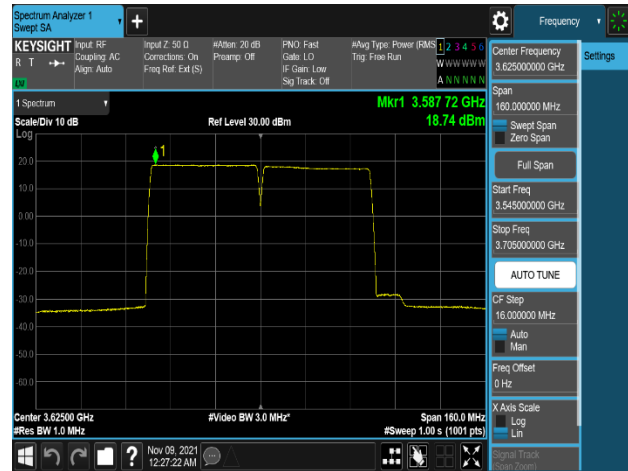 Spectrum Analyzer 1
Swept SA
Frequency
KEYSIGHT
R T
Input: RF
Coupling: AC
Align: Auto
Input Z: 50 Ω
Corrections: On
Freq Ref: Ext (S)
#Atten: 20 dB
Preamp: Off
PNO: Fast
Gate: LO
IF Gain: Low
Sig Track: Off
#Avg Type: Power (RMS
Trig: Free Run
1 2 3 4 5 6
W W W W W W
A N N N N N
LXI
1 Spectrum
Mkr1 3.587 72 GHz
18.74 dBm
Scale/Div 10 dB
Ref Level 30.00 dBm
Log
1
20.0
10.0
0.00
-10.0
-20.0
-30.0
-40.0
-50.0
-60.0
Center 3.62500 GHz
#Video BW 3.0 MHz*
Span 160.0 MHz
#Res BW 1.0 MHz
#Sweep 1.00 s (1001 pts)
Nov 09, 2021
12:27:22 AM
?
Settings
Center Frequency
3.625000000 GHz
Span
160.000000 MHz
Swept Span
Zero Span
Full Span
Start Freq
3.545000000 GHz
Stop Freq
3.705000000 GHz
AUTO TUNE
CF Step
16.000000 MHz
Auto
Man
Freq Offset
0 Hz
X Axis Scale
Log
Lin
Signal Track
(Span Zoom)